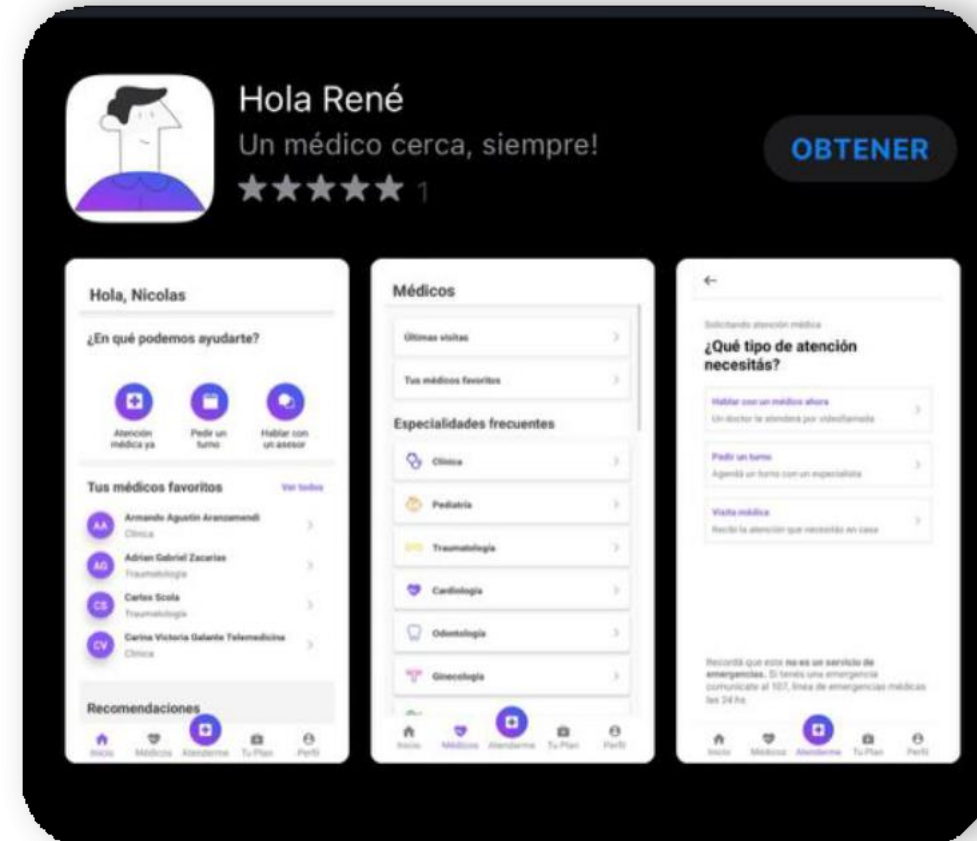 Hola René
Un médico cerca, siempre!
1
OBTENER
Hola, Nicolas
¿En qué podemos ayudarte?
Atención
médica ya
Pedir un
turno
Hablar con
un asesor
Tus médicos favoritos
Ver todos
AA
Armando Agustin Aranzamendi
Clínica
AG
Adrian Gabriel Zacarias
Traumatología
CS
Carlos Scola
Traumatología
CV
Carina Victoria Galante Telemedicina
Clínica
Recomendaciones
Inicio
Médicos
Atenderme
Tu Plan
Perfil
Médicos
Últimas visitas
Tus médicos favoritos
Especialidades frecuentes
Clínica
Pediatría
Traumatología
Cardiología
Odontología
Ginecología
Inicio
Médicos
Atenderme
Tu Plan
Perfil
Solicitando atención médica
¿Qué tipo de atención
necesitás?
Hablar con un médico ahora
Un doctor te atenderá por videollamada
Pedir un turno
Agendá un turno con un especialista
Visita médica
Recibí la atención que necesitás en casa
Recordá que este no es un servicio de
emergencias. Si tenés una emergencia
comunicate al 107, línea de emergencias médicas
las 24 hs.
Inicio
Médicos
Atenderme
Tu Plan
Perfil